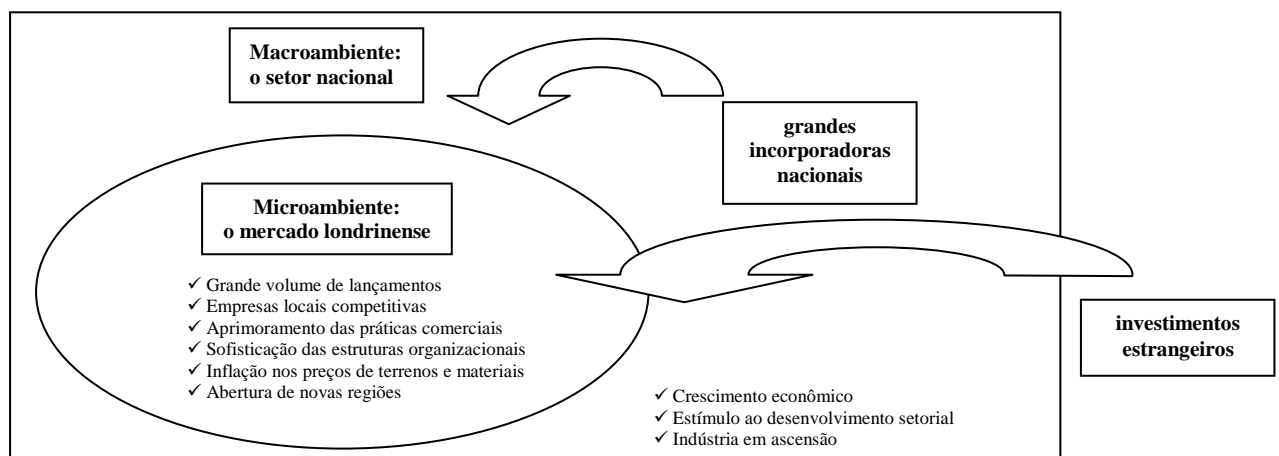 Macroambiente:
o setor nacional
grandes
incorporadoras
nacionais
Microambiente:
o mercado londrinense
✓ Grande volume de lançamentos
✓ Empresas locais competitivas
✓ Aprimoramento das práticas comerciais
✓ Sofisticação das estruturas organizacionais
✓ Inflação nos preços de terrenos e materiais
✓ Abertura de novas regiões
investimentos
estrangeiros
✓ Crescimento econômico
✓ Estímulo ao desenvolvimento setorial
✓ Indústria em ascensão